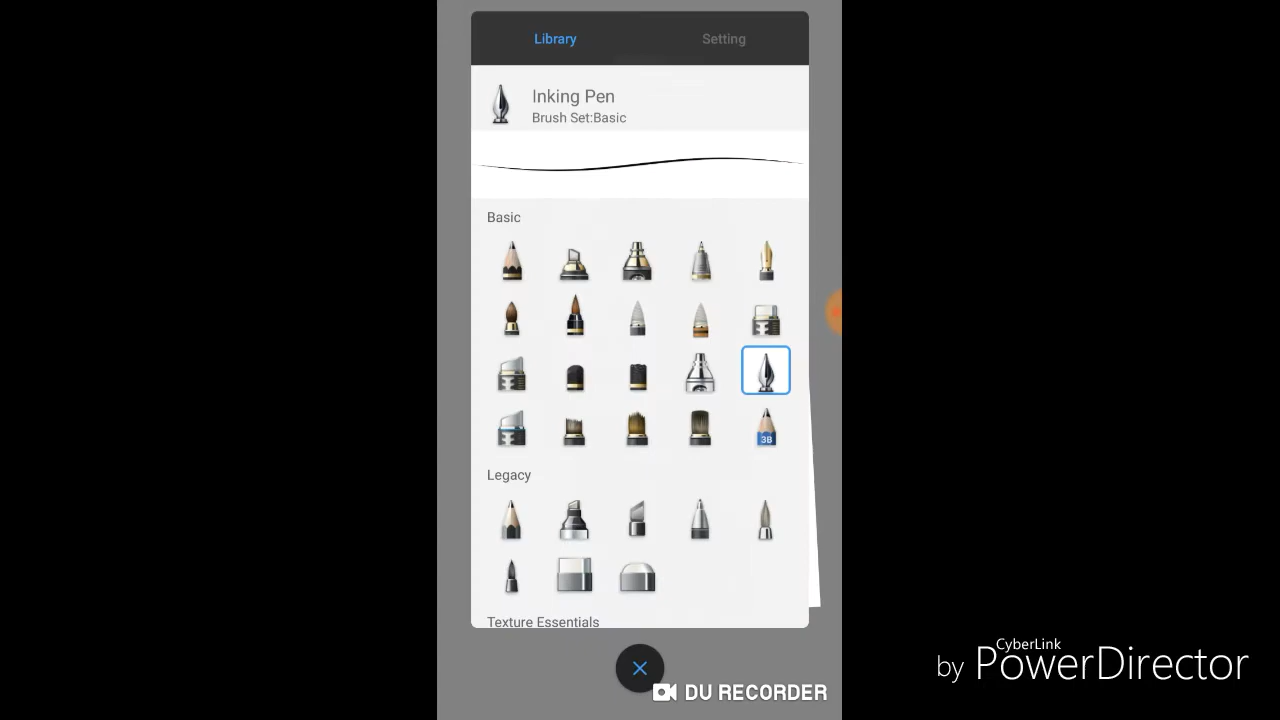 Library
Setting
Inking Pen
Brush Set:Basic
Basic
3B
Legacy
Texture Essentials
DU RECORDER
CyberLink
by PowerDirector